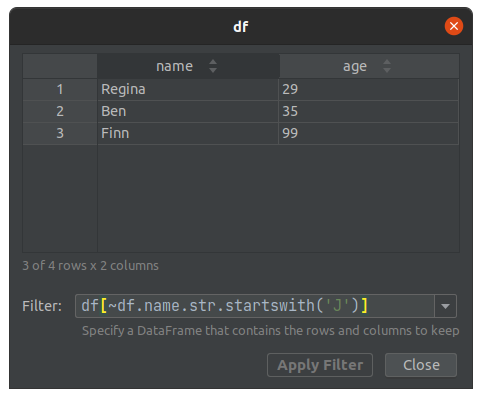 df
name age
1 Regina 29
2 Ben 35
3 Finn 99
3 of 4 rows x 2 columns
Filter: df[~df.name.str.startswith('J')]
Specify a DataFrame that contains the rows and columns to keep
Apply Filter Close